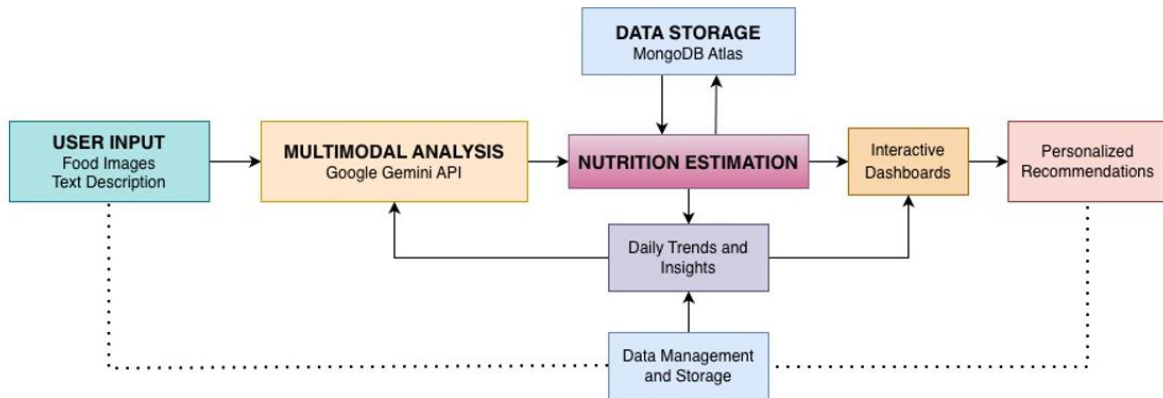 DATA STORAGE
MongoDB Atlas
USER INPUT
Food Images
Text Description
MULTIMODAL ANALYSIS
Google Gemini API
NUTRITION ESTIMATION
Interactive
Dashboards
Personalized
Recommendations
Daily Trends and
Insights
Data Management
and Storage